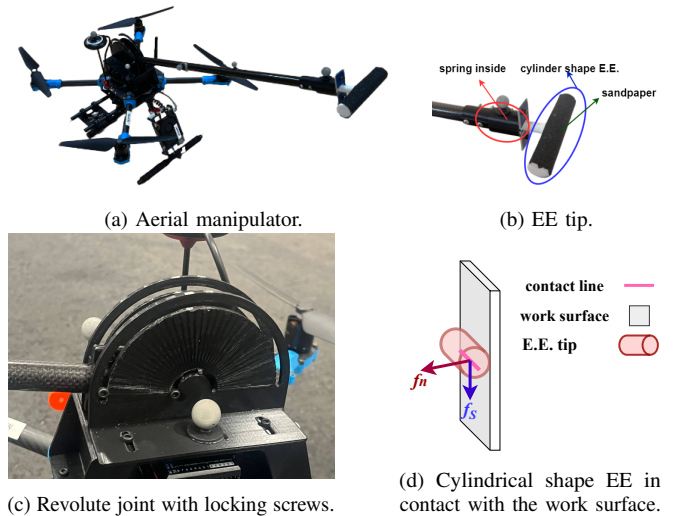 spring inside
cylinder shape E.E.
sandpaper
(a) Aerial manipulator.
(b) EE tip.
contact line
work surface
E.E. tip
fn
fs
(c) Revolute joint with locking screws.
(d) Cylindrical shape EE in
contact with the work surface.